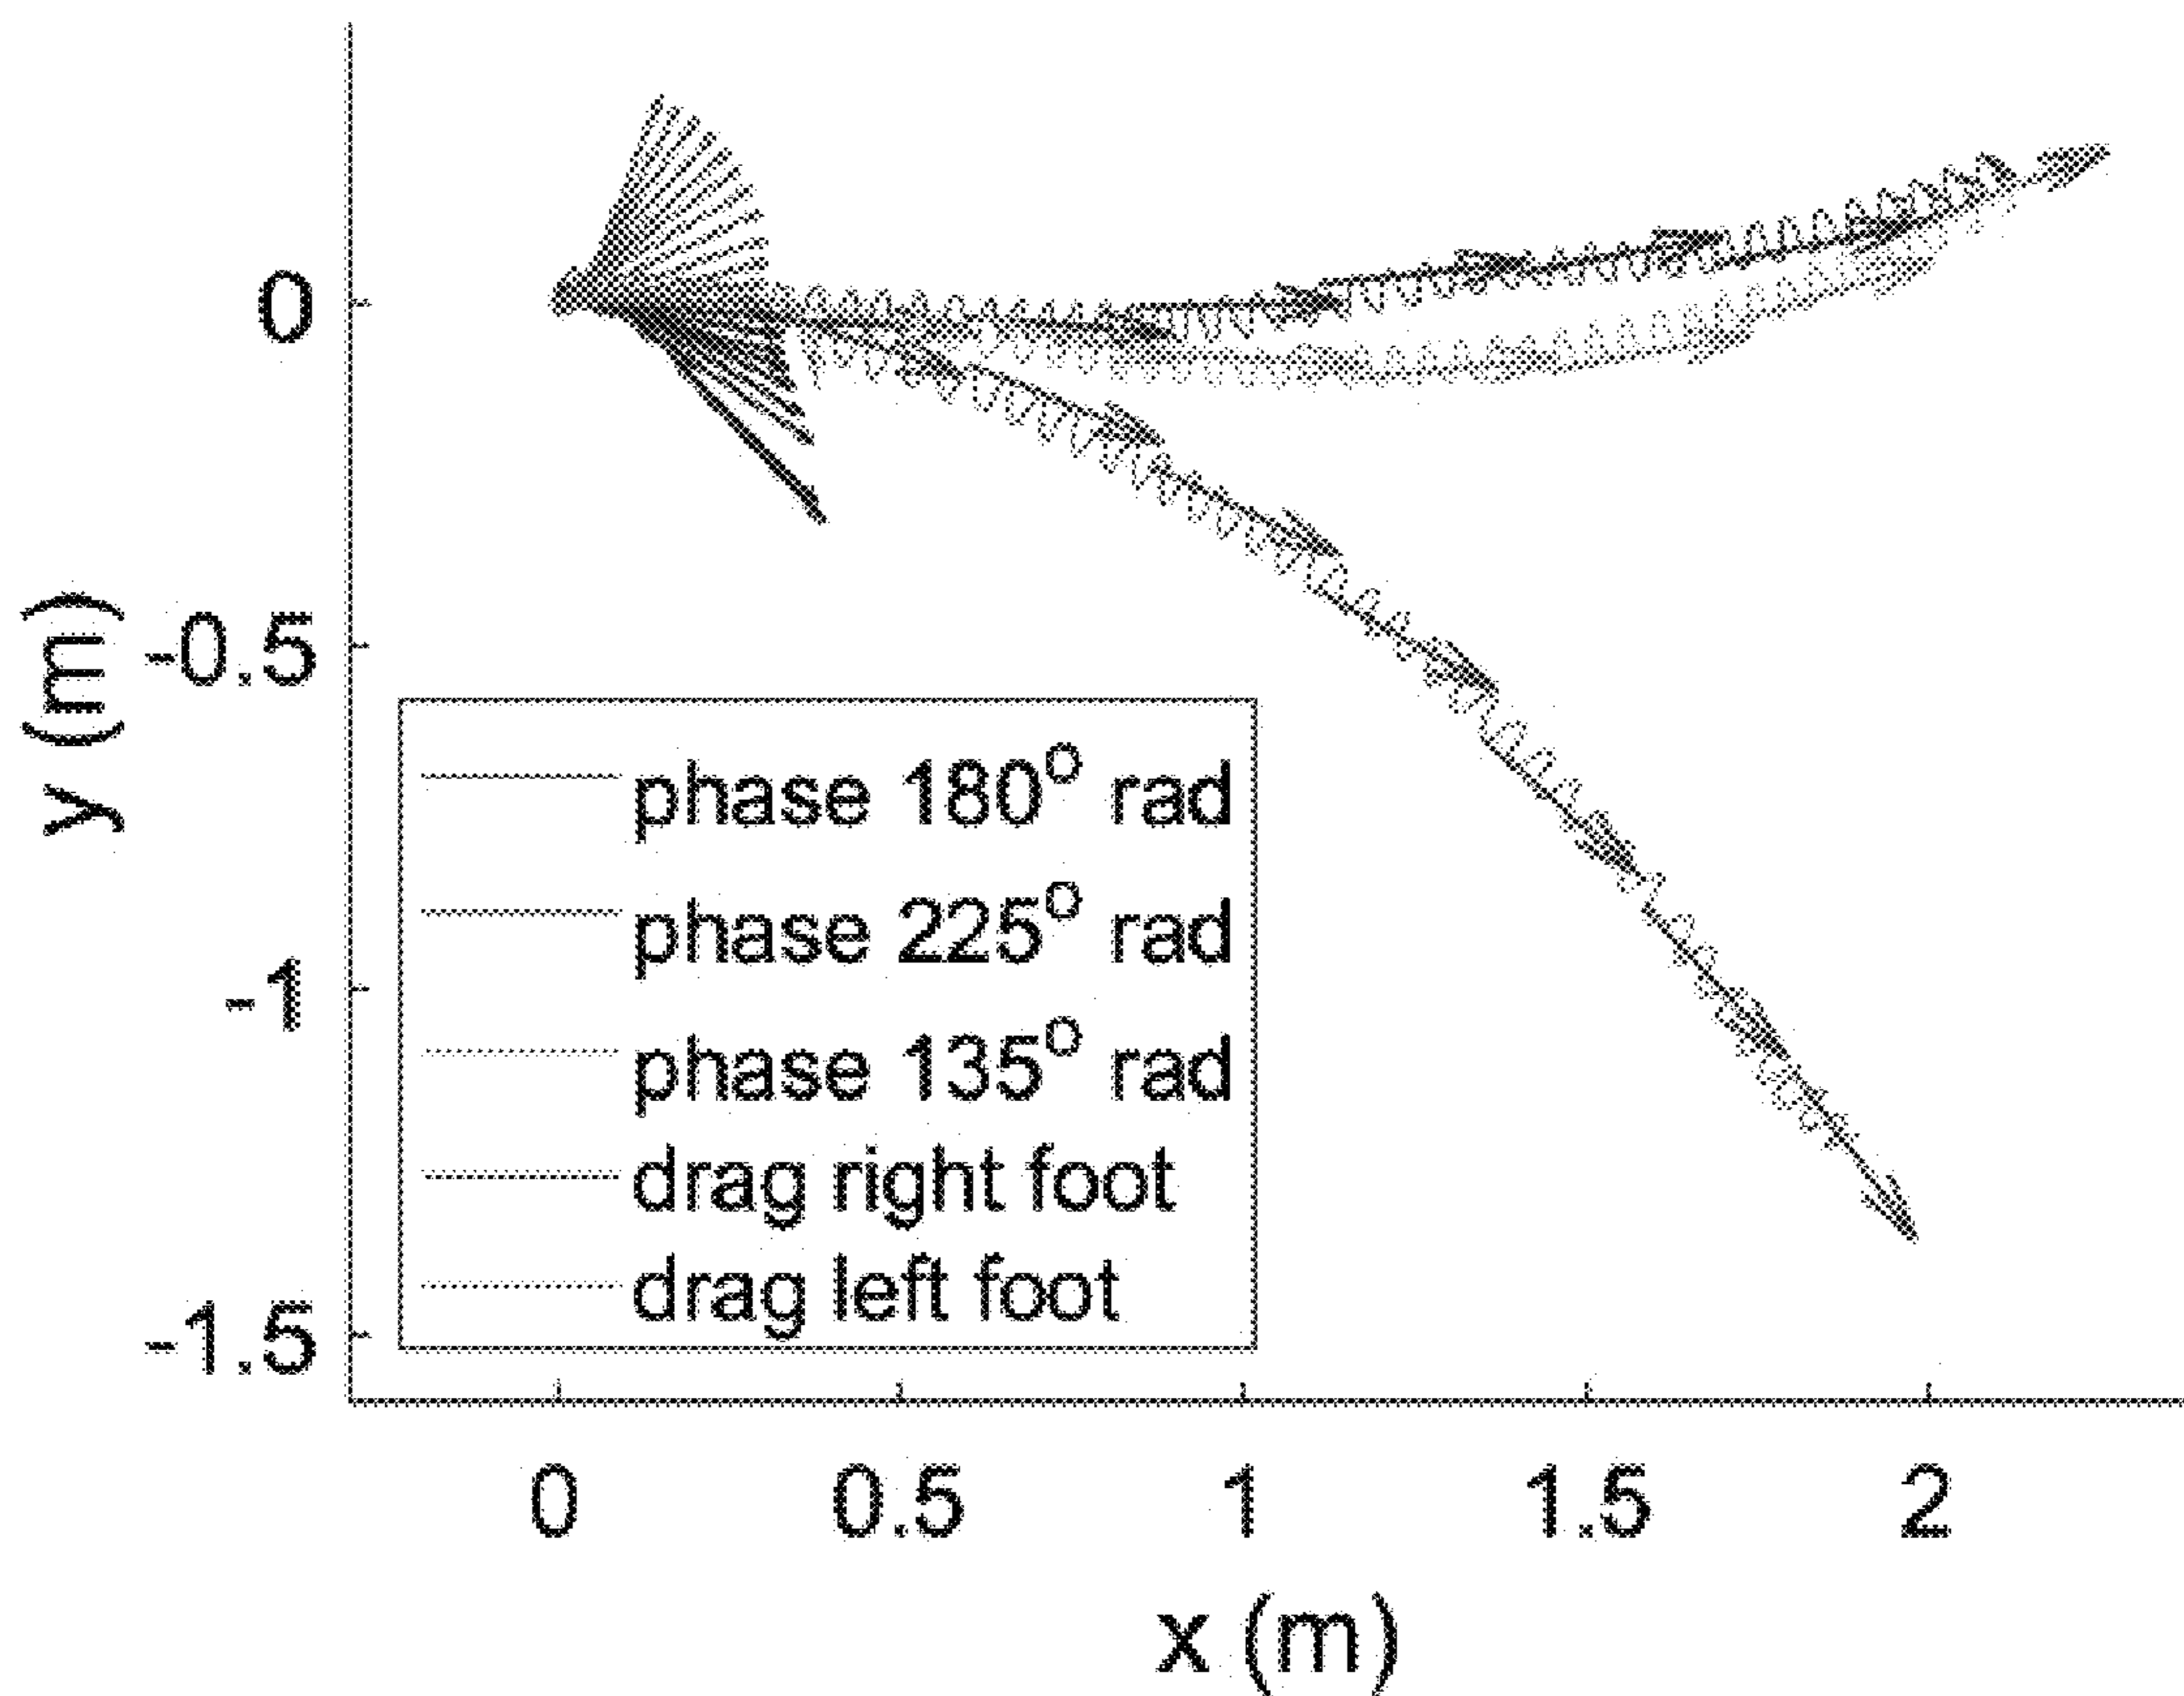 0
-0.5
-1
-1.5
y (m)
phase 180° rad
phase 225° rad
phase 135° rad
drag right foot
drag left foot
0 0.5 1 1.5 2
x (m)